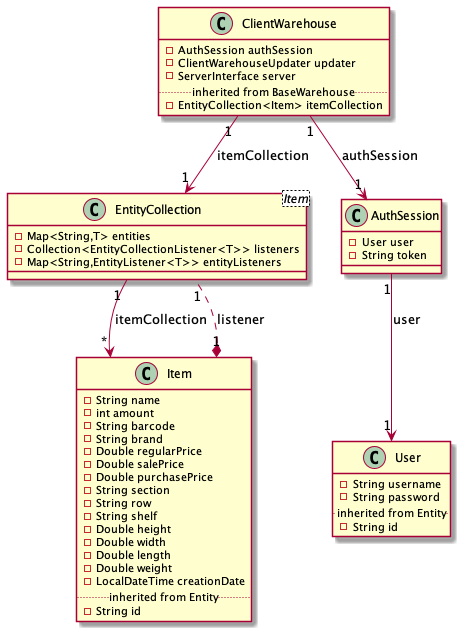 C ClientWarehouse
AuthSession authSession
ClientWarehouseUpdater updater
ServerInterface server
inherited from BaseWarehouse
EntityCollection<Item> itemCollection
1 1
itemCollection authSession
1 1
Item
C EntityCollection
Map<String,T> entities
Collection<EntityCollectionListener<T>> listeners
Map<String,EntityListener<T>> entityListeners
C AuthSession
User user
String token
1 1 1
itemCollection listener user
* 1 1
C Item
String name
int amount
String barcode
String brand
Double regularPrice
Double salePrice
Double purchasePrice
String section
String row
String shelf
Double height
Double width
Double length
Double weight
LocalDateTime creationDate
inherited from Entity
String id
C User
String username
String password
inherited from Entity
String id